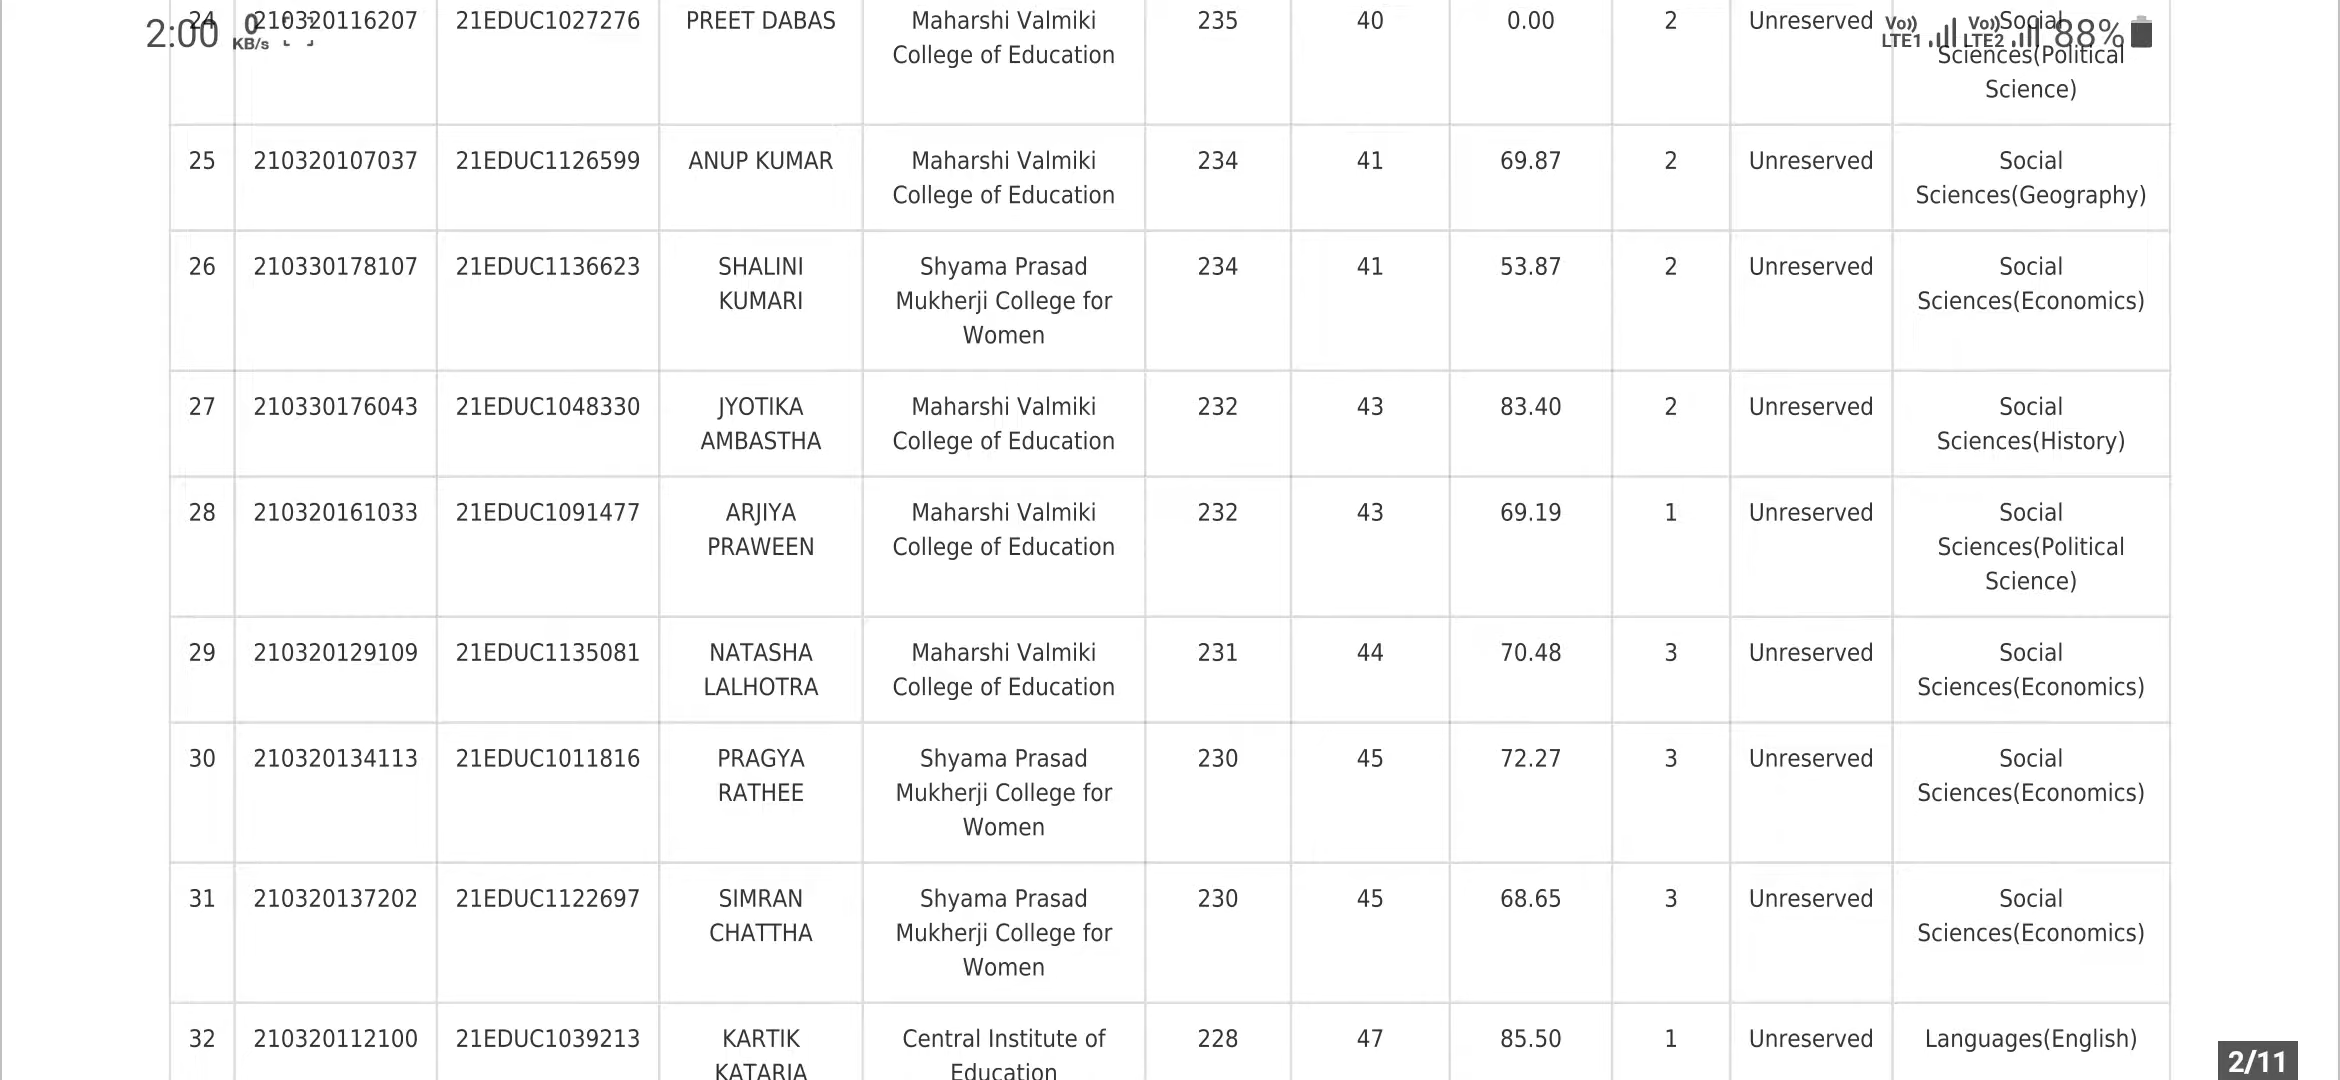 2:00 0 KB/s Vo)) LTE1 Vo)) LTE2 88%
24 210320116207 21EDUC1027276 PREET DABAS Maharshi Valmiki 235 40 0.00 2 Unreserved Social
College of Education Sciences(Political
Science)
25 210320107037 21EDUC1126599 ANUP KUMAR Maharshi Valmiki 234 41 69.87 2 Unreserved Social
College of Education Sciences(Geography)
26 210330178107 21EDUC1136623 SHALINI Shyama Prasad 234 41 53.87 2 Unreserved Social
KUMARI Mukherji College for Sciences(Economics)
Women
27 210330176043 21EDUC1048330 JYOTIKA Maharshi Valmiki 232 43 83.40 2 Unreserved Social
AMBASTHA College of Education Sciences(History)
28 210320161033 21EDUC1091477 ARJIYA Maharshi Valmiki 232 43 69.19 1 Unreserved Social
PRAWEEN College of Education Sciences(Political
Science)
29 210320129109 21EDUC1135081 NATASHA Maharshi Valmiki 231 44 70.48 3 Unreserved Social
LALHOTRA College of Education Sciences(Economics)
30 210320134113 21EDUC1011816 PRAGYA Shyama Prasad 230 45 72.27 3 Unreserved Social
RATHEE Mukherji College for Sciences(Economics)
Women
31 210320137202 21EDUC1122697 SIMRAN Shyama Prasad 230 45 68.65 3 Unreserved Social
CHATTHA Mukherji College for Sciences(Economics)
Women
32 210320112100 21EDUC1039213 KARTIK Central Institute of 228 47 85.50 1 Unreserved Languages(English)
KATARIA Education
2/11